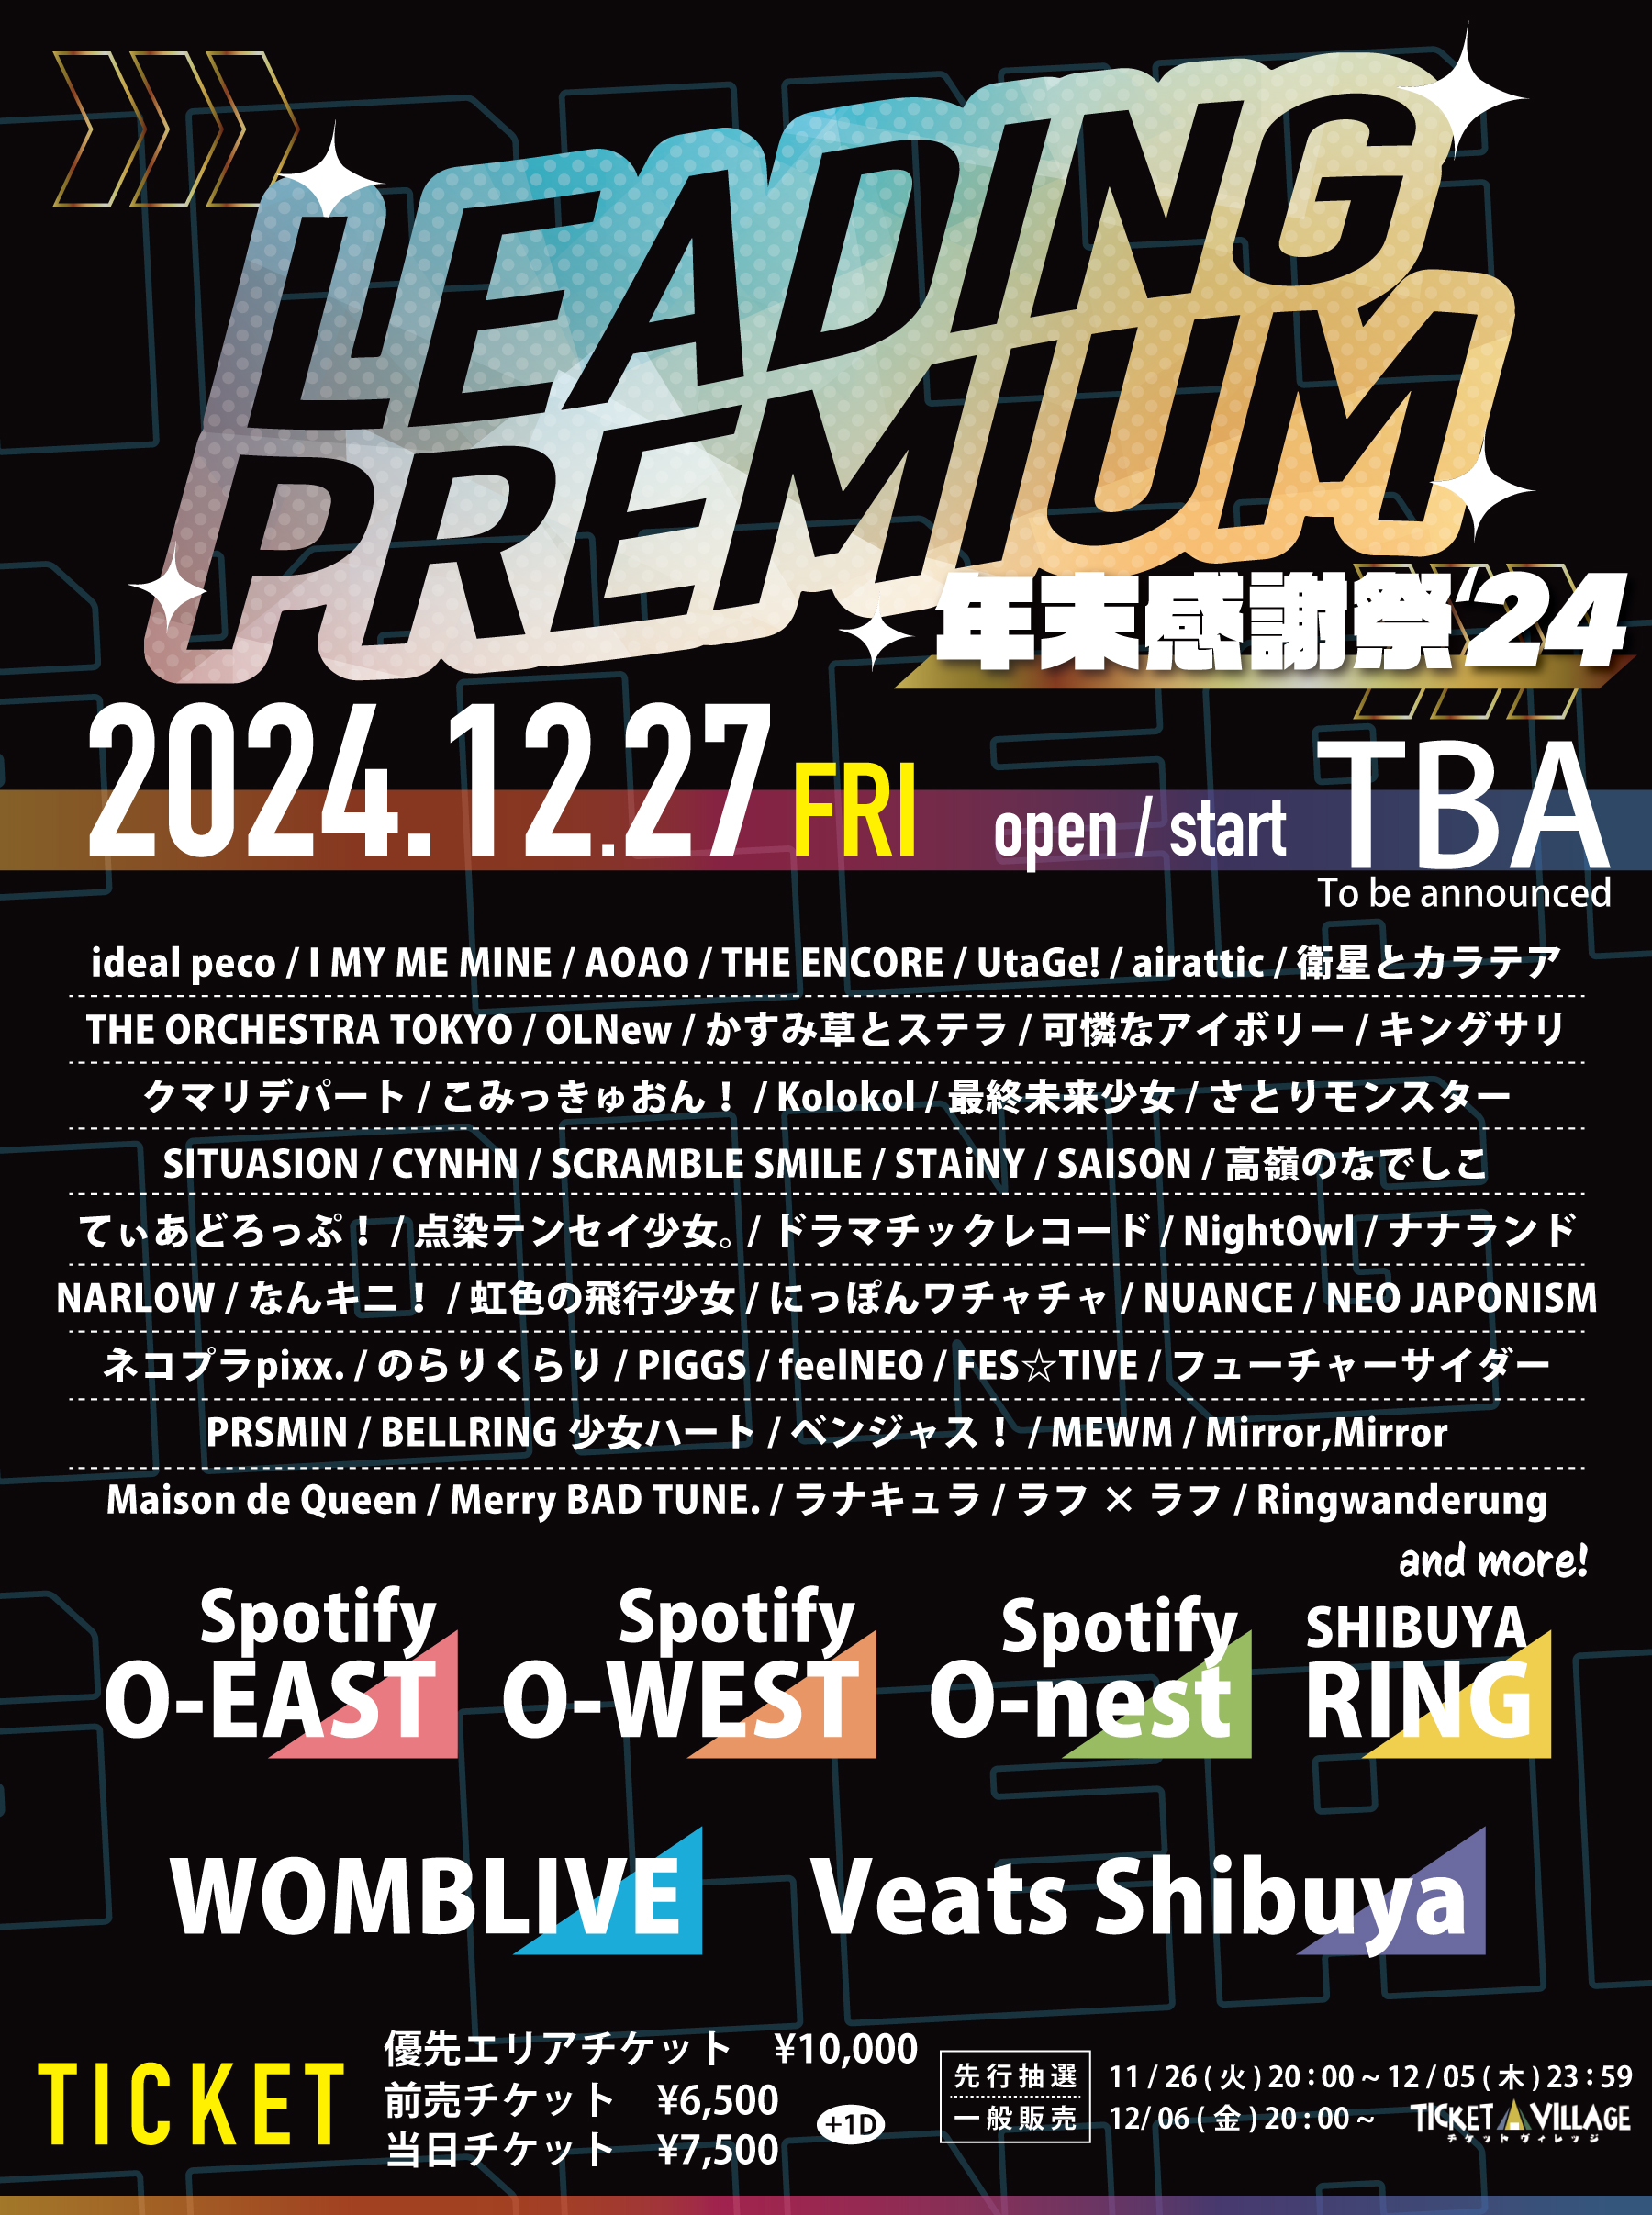 LEADING
PREMIUM
年末感謝祭'24
2024.12.27 FRI open / start TBA
To be announced
ideal peco / I MY ME MINE / AOAO / THE ENCORE / UtaGe! / airattic / 衛星とカラテア
THE ORCHESTRA TOKYO / OLNew / かすみ草とステラ / 可憐なアイボリー / キングサリ
クマリデパート / こみっきゅおん！ / Kolokol / 最終未来少女 / さとりモンスター
SITUASION / CYNHN / SCRAMBLE SMILE / STAiNY / SAISON / 高嶺のなでしこ
てぃあどろっぷ！ / 点染テンセイ少女。 / ドラマチックレコード / NightOwl / ナナランド
NARLOW / なんキニ！ / 虹色の飛行少女 / にっぽんワチャチャ / NUANCE / NEO JAPONISM
ネコプラpixx. / のらりくらり / PIGGS / feelNEO / FES☆TIVE / フューチャーサイダー
PRSMIN / BELLRING 少女ハート / ベンジャス！ / MEWM / Mirror,Mirror
Maison de Queen / Merry BAD TUNE. / ラナキュラ / ラフ × ラフ / Ringwanderung
and more!
Spotify O-EAST
Spotify O-WEST
Spotify O-nest
SHIBUYA RING
WOMBLIVE
Veats Shibuya
TICKET
優先エリアチケット ¥10,000
前売チケット ¥6,500
当日チケット ¥7,500
+1D
先行抽選 11/26(火)20:00~12/05(木)23:59
一般販売 12/06(金)20:00~
TICKET VILLAGE
チケットヴィレッジ